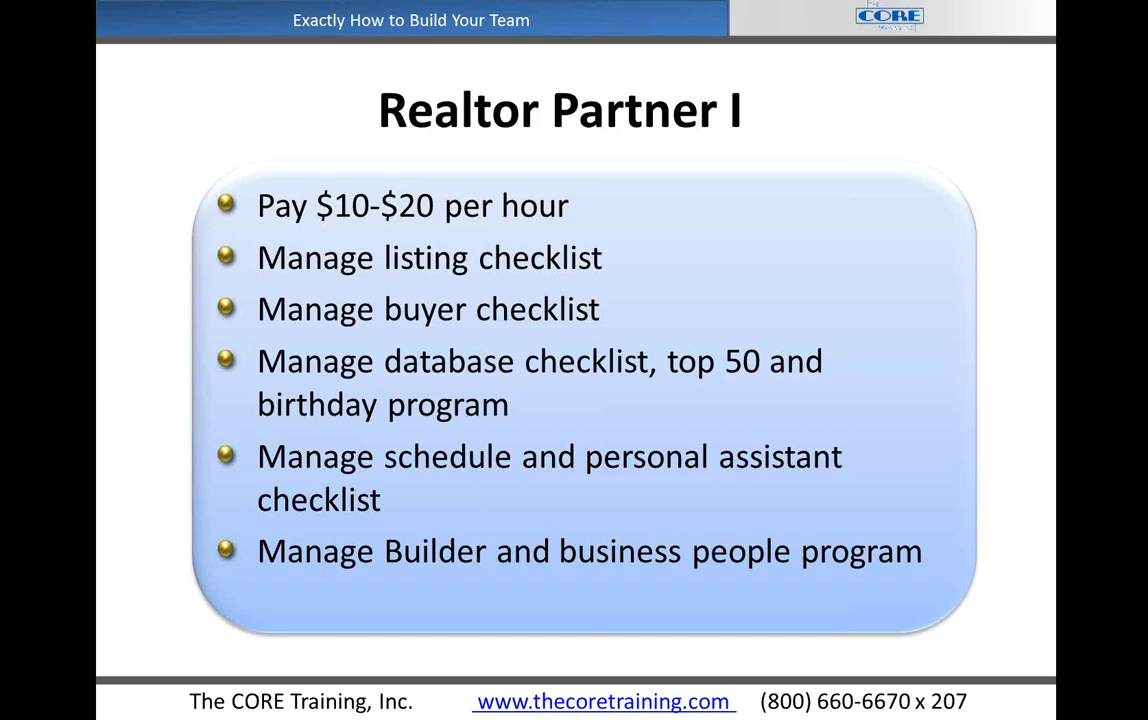 Exactly How to Build Your Team
THE
CORE
TRAINING
Realtor Partner I
Pay $10-$20 per hour
Manage listing checklist
Manage buyer checklist
Manage database checklist, top 50 and
birthday program
Manage schedule and personal assistant
checklist
Manage Builder and business people program
The CORE Training, Inc. www.thecoretraining.com (800) 660-6670 x 207